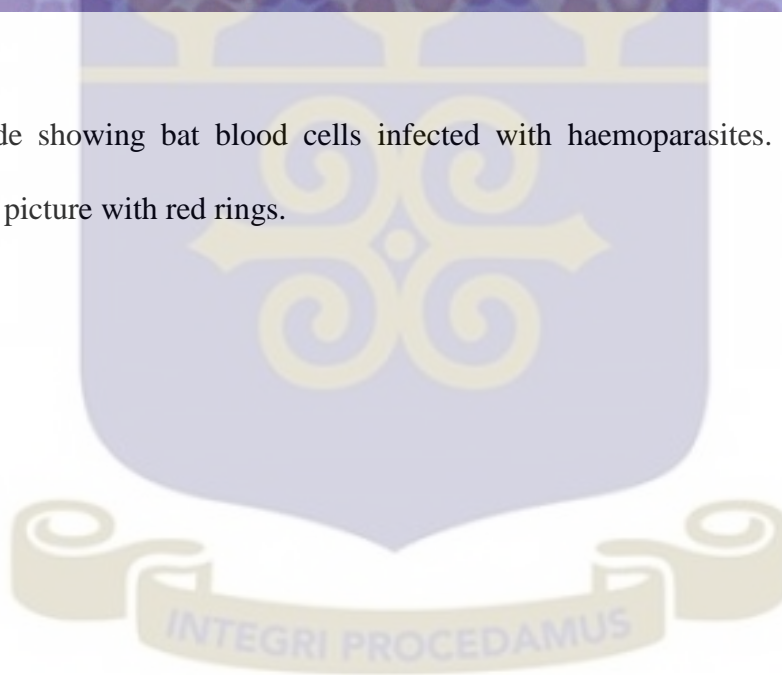 de showing bat blood cells infected with haemoparasites.
picture with red rings.
INTEGRI PROCEDAMUS